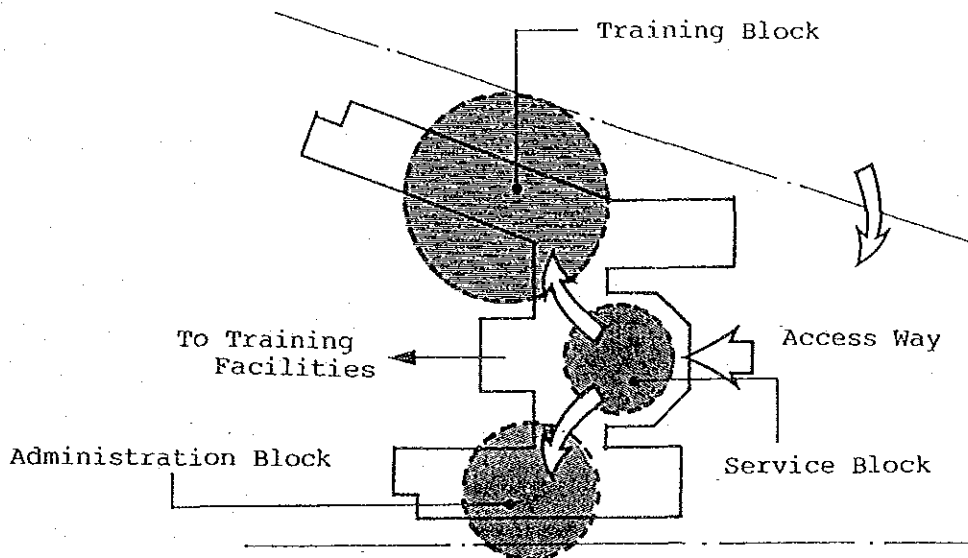 Training Block
To Training
Facilities
Access Way
Administration Block
Service Block